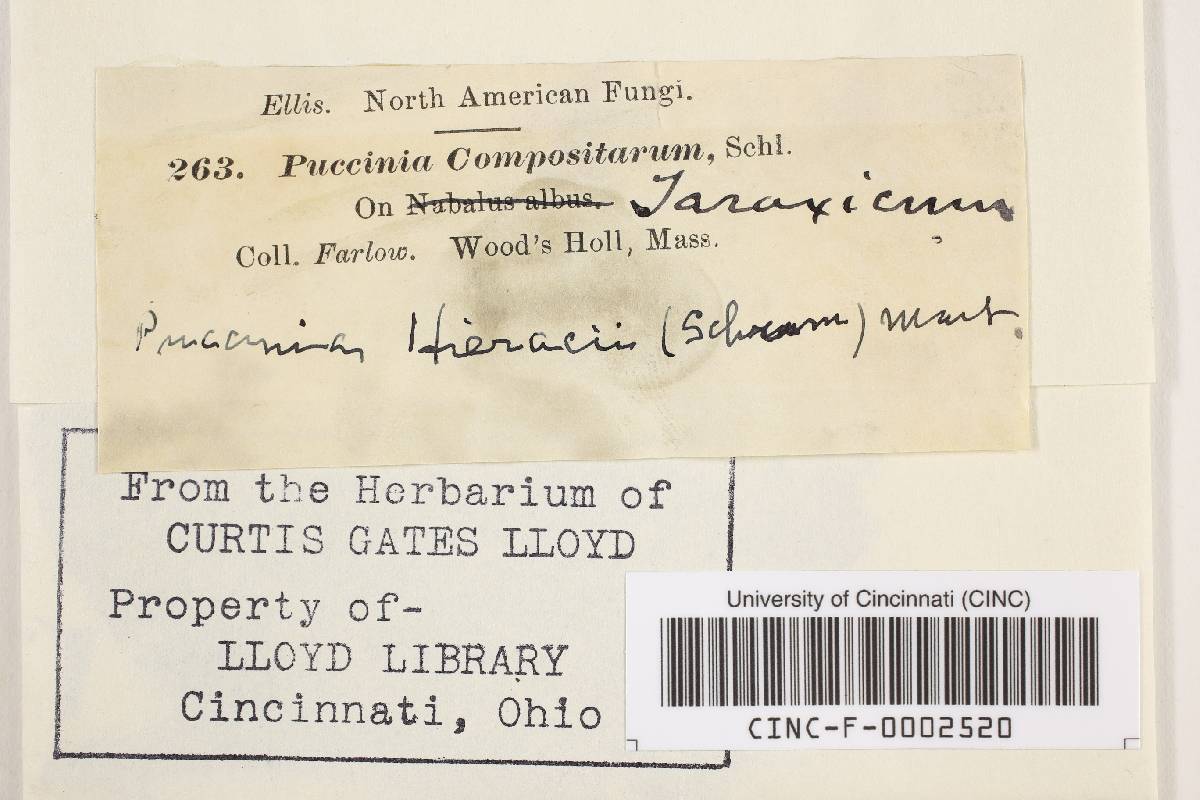 Ellis. North American Fungi.
263. Puccinia Compositarum, Schl.
On Nabalus albus. Taraxicum
Coll. Farlow. Wood's Holl, Mass.
Puccinia Hieracii (Schum) Mart.
From the Herbarium of
CURTIS GATES LLOYD
Property of-
LLOYD LIBRARY
Cincinnati, Ohio
University of Cincinnati (CINC)
CINC-F-0002520